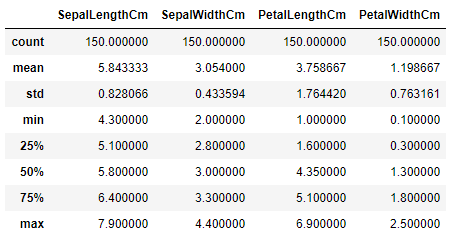 SepalLengthCm SepalWidthCm PetalLengthCm PetalWidthCm
count 150.000000 150.000000 150.000000 150.000000
mean 5.843333 3.054000 3.758667 1.198667
std 0.828066 0.433594 1.764420 0.763161
min 4.300000 2.000000 1.000000 0.100000
25% 5.100000 2.800000 1.600000 0.300000
50% 5.800000 3.000000 4.350000 1.300000
75% 6.400000 3.300000 5.100000 1.800000
max 7.900000 4.400000 6.900000 2.500000